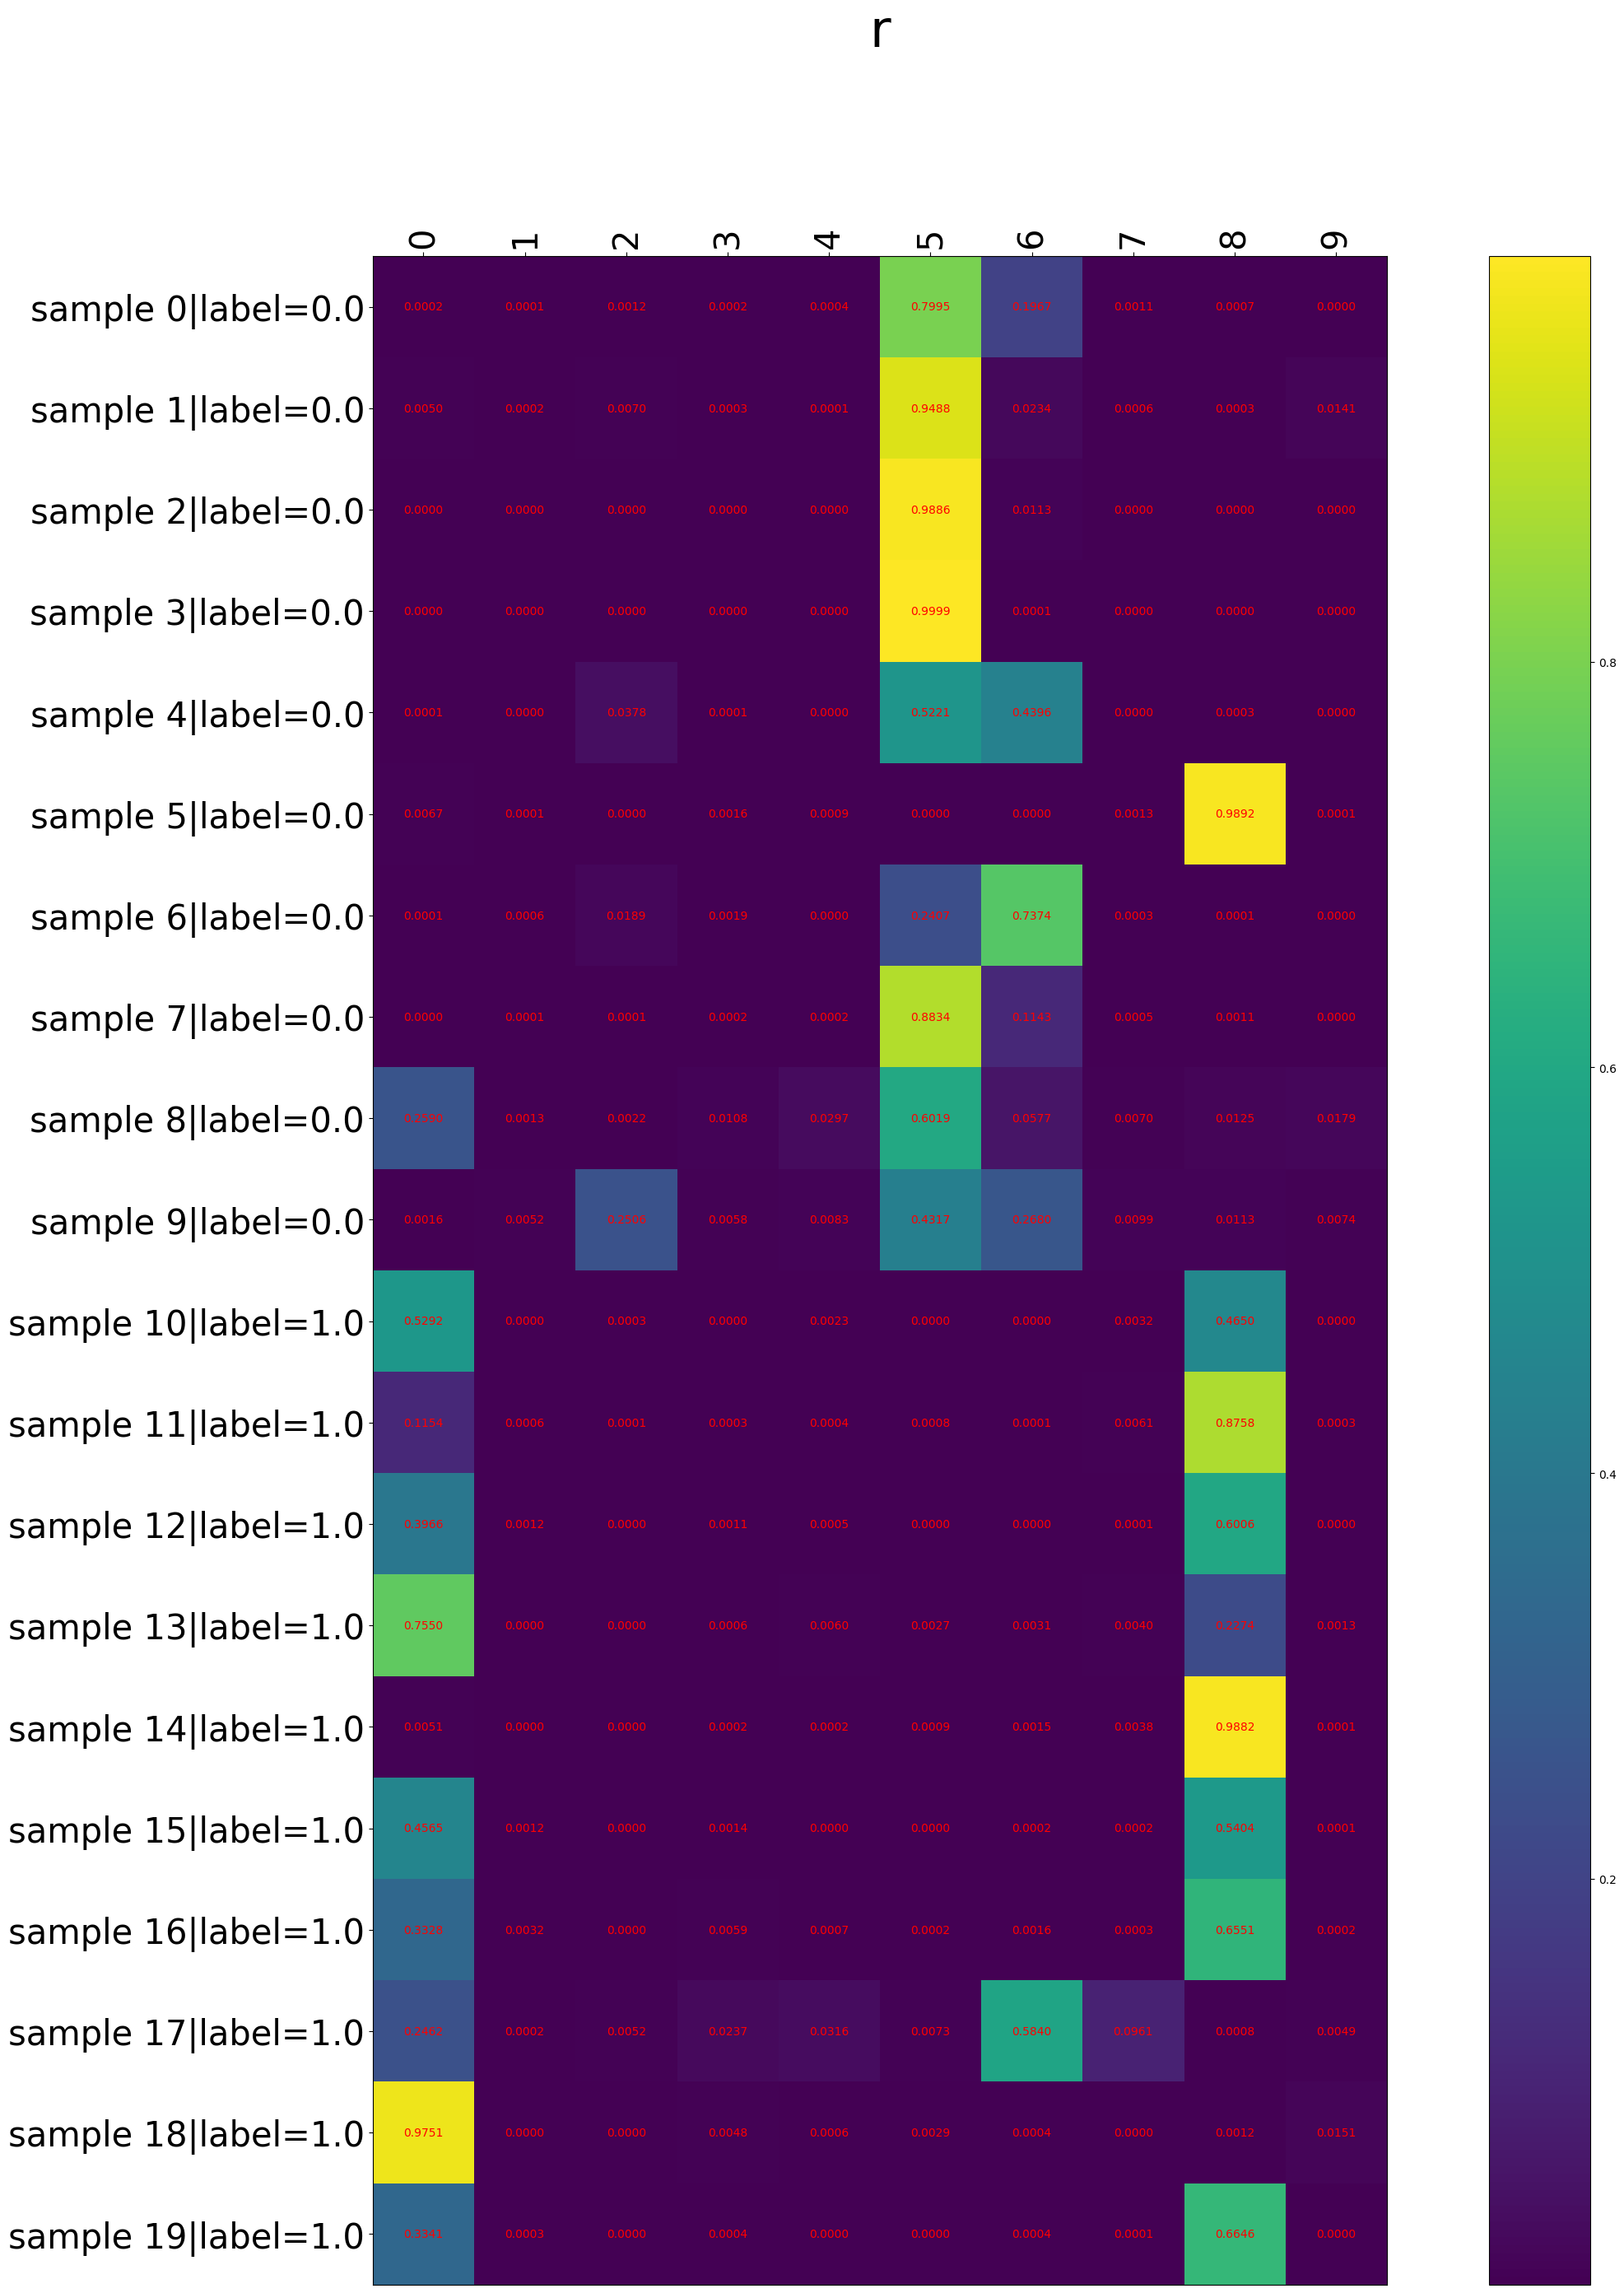 r
0 1 2 3 4 5 6 7 8 9
sample 0|label=0.0 0.0002 0.0001 0.0012 0.0002 0.0004 0.7995 0.0011 0.0007 0.0000
sample 1|label=0.0 0.0050 0.0002 0.0070 0.0003 0.0001 0.9488 0.0234 0.0006 0.0003 0.0141
sample 2|label=0.0 0.0000 0.0000 0.0000 0.0000 0.0000 0.9886 0.0113 0.0000 0.0000 0.0000
sample 3|label=0.0 0.0000 0.0000 0.0000 0.0000 0.0000 0.9999 0.0001 0.0000 0.0000 0.0000
0.8
sample 4|label=0.0 0.0001 0.0000 0.0378 0.0001 0.0000 0.5221 0.4396 0.0000 0.0003 0.0000
sample 5|label=0.0 0.0067 0.0001 0.0000 0.0016 0.0009 0.0000 0.0000 0.0013 0.9892 0.0001
sample 6|label=0.0 0.0001 0.0006 0.0189 0.0019 0.0000 0.7374 0.0003 0.0001 0.0000
sample 7|label=0.0 0.0000 0.0001 0.0001 0.0002 0.0002 0.8834 0.1143 0.0005 0.0011 0.0000
0.6
sample 8|label=0.0 0.0013 0.0022 0.0108 0.0297 0.6019 0.0577 0.0070 0.0125 0.0179
sample 9|label=0.0 0.0016 0.0052 0.0058 0.0083 0.4317 0.0099 0.0113 0.0074
sample 10|label=1.0 0.5292 0.0000 0.0003 0.0000 0.0023 0.0000 0.0000 0.0032 0.4650 0.0000
sample 11|label=1.0 0.1154 0.0006 0.0001 0.0003 0.0004 0.0008 0.0001 0.0061 0.8758 0.0003
0.4
sample 12|label=1.0 0.3966 0.0012 0.0000 0.0011 0.0005 0.0000 0.0000 0.0001 0.6006 0.0000
sample 13|label=1.0 0.7550 0.0000 0.0000 0.0006 0.0060 0.0027 0.0031 0.0040 0.0013
sample 14|label=1.0 0.0051 0.0000 0.0000 0.0002 0.0002 0.0009 0.0015 0.0038 0.9882 0.0001
sample 15|label=1.0 0.4565 0.0012 0.0000 0.0014 0.0000 0.0000 0.0002 0.0002 0.5404 0.0001
0.2
sample 16|label=1.0 0.3328 0.0032 0.0000 0.0059 0.0007 0.0002 0.0016 0.0003 0.6551 0.0002
sample 17|label=1.0 0.0002 0.0052 0.0237 0.0316 0.0073 0.5840 0.0961 0.0008 0.0049
sample 18|label=1.0 0.9751 0.0000 0.0000 0.0048 0.0006 0.0029 0.0004 0.0000 0.0012 0.0151
sample 19|label=1.0 0.3341 0.0003 0.0000 0.0004 0.0000 0.0000 0.0004 0.0001 0.6646 0.0000